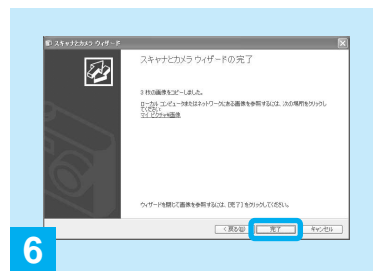 スキャナとカメラ ウィザード
スキャナとカメラ ウィザードの完了
3 枚の画像をコピーしました。
ローカル コンピュータまたはネットワークにある画像を参照するには、次の場所をクリックし
てください:
マイ ピクチャ
ウィザードを閉じて画像を参照するには、[完了] をクリックしてください。
< 戻る(B)
完了
キャンセル
6